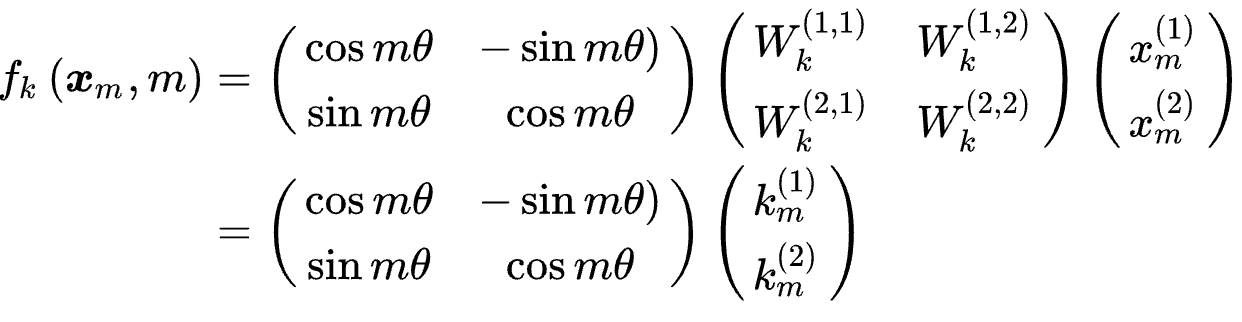 $f_k\left(\boldsymbol{x}_m, m\right) = \begin{pmatrix} \cos m\theta & -\sin m\theta) \\ \sin m\theta & \cos m\theta \end{pmatrix} \begin{pmatrix} W_k^{(1,1)} & W_k^{(1,2)} \\ W_k^{(2,1)} & W_k^{(2,2)} \end{pmatrix} \begin{pmatrix} x_m^{(1)} \\ x_m^{(2)} \end{pmatrix}$
$= \begin{pmatrix} \cos m\theta & -\sin m\theta) \\ \sin m\theta & \cos m\theta \end{pmatrix} \begin{pmatrix} k_m^{(1)} \\ k_m^{(2)} \end{pmatrix}$